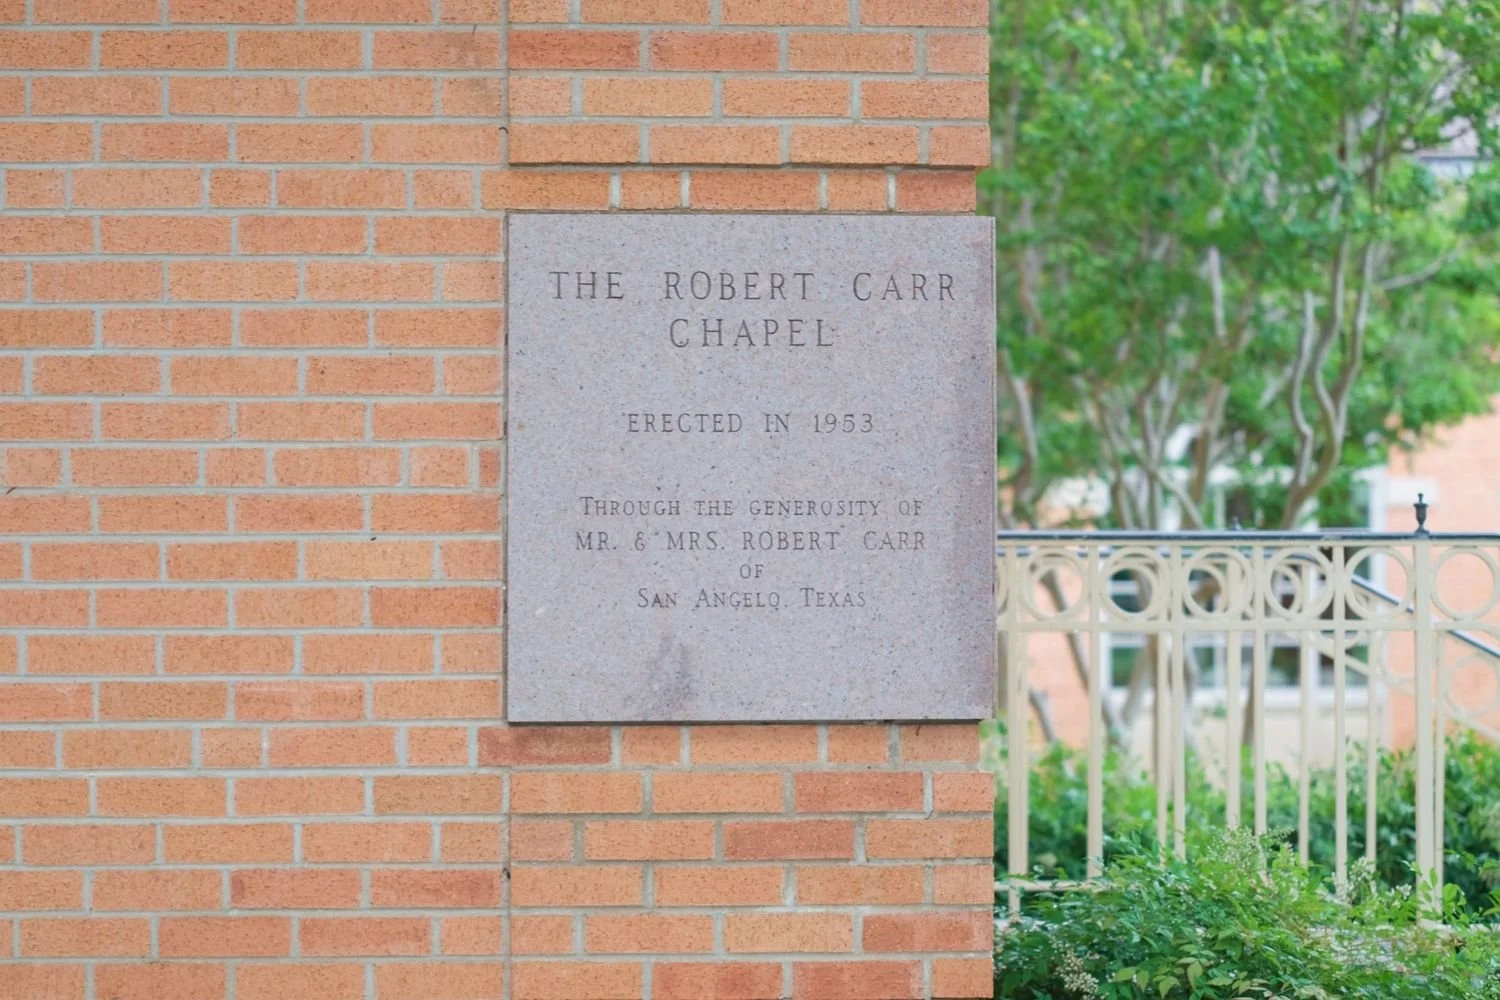 THE ROBERT CARR
CHAPEL
ERECTED IN 1953
THROUGH THE GENEROSITY OF
MR. & MRS. ROBERT CARR
OF
SAN ANGELO, TEXAS